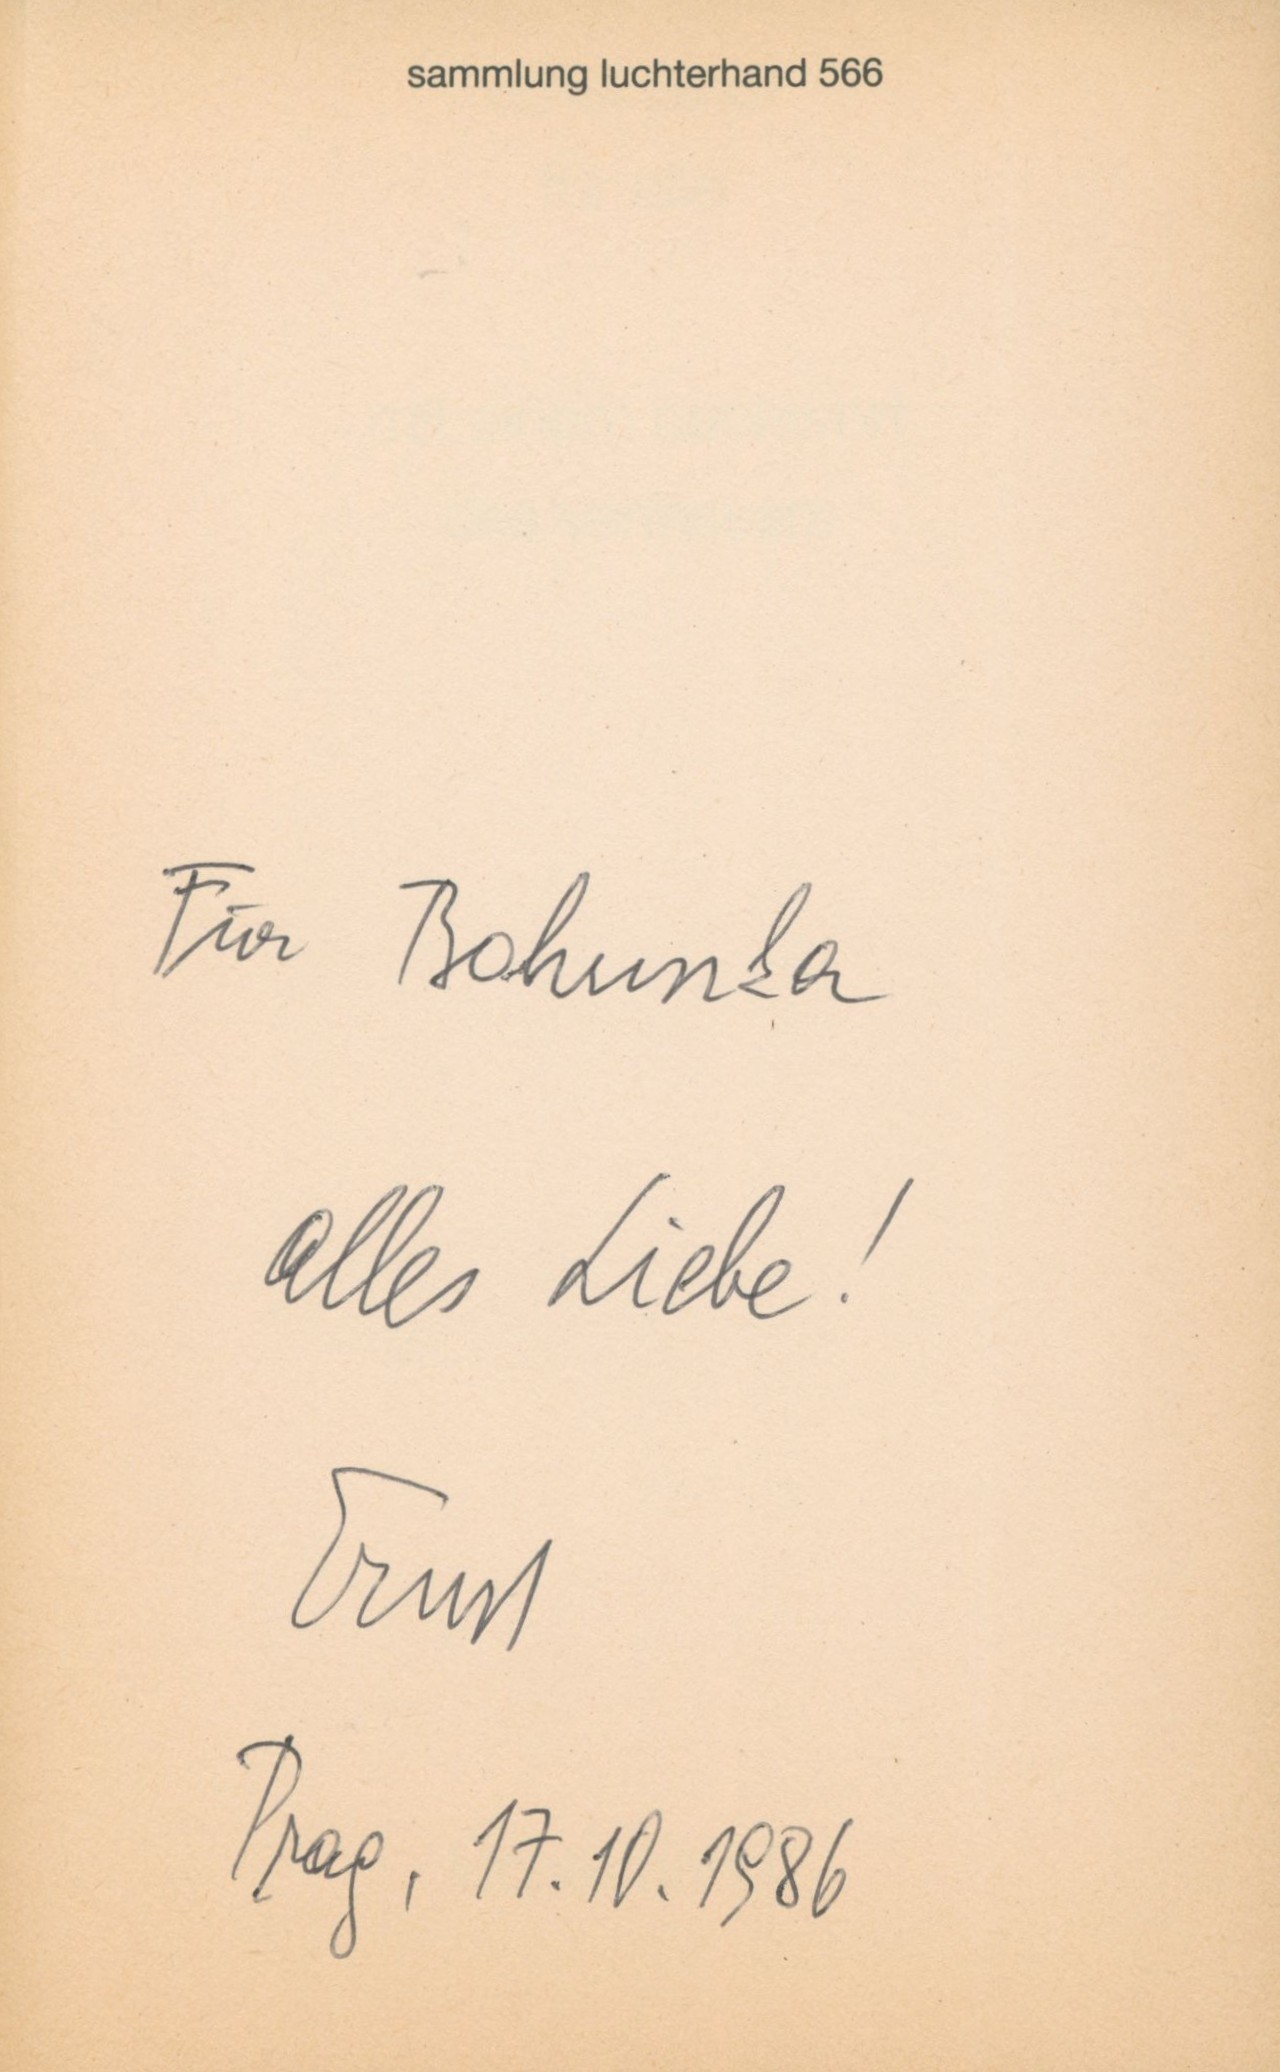 sammlung luchterhand 566
Für Bohunka
alles Liebe!
Ernst
Prag, 17.10.1986